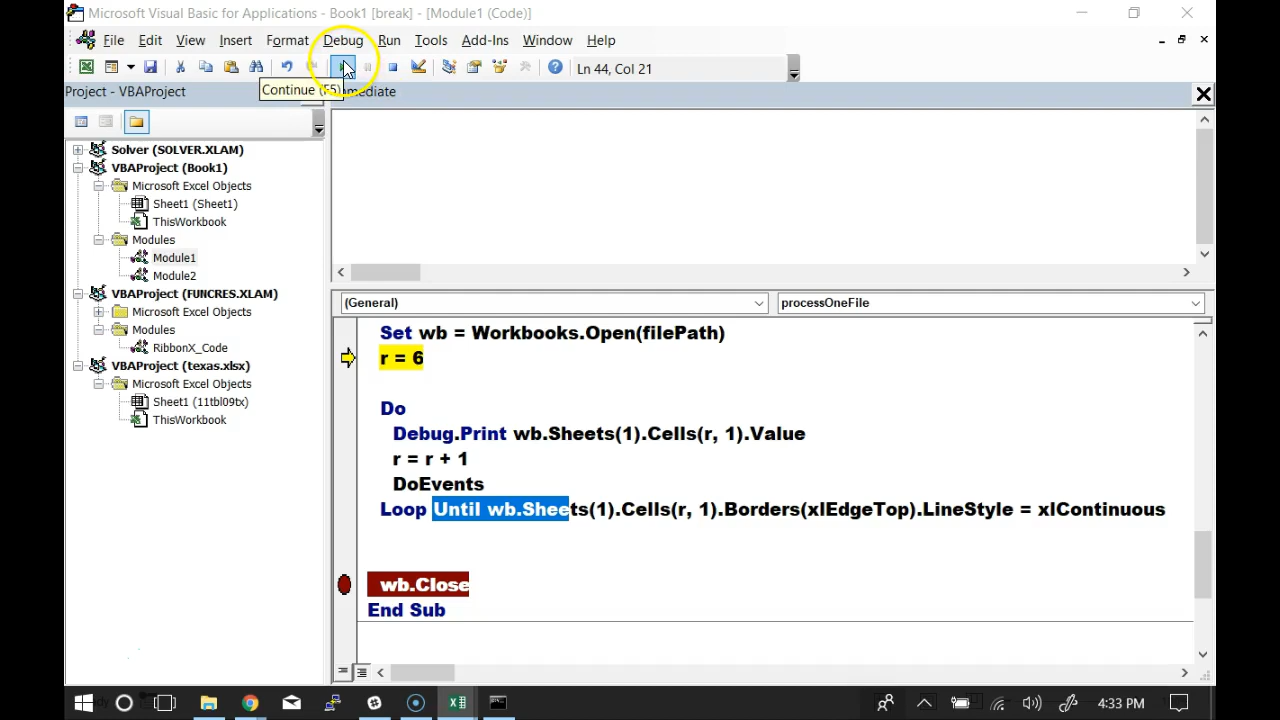 Microsoft Visual Basic for Applications - Book1 [break] - [Module1 (Code)]
File Edit View Insert Format Debug Run Tools Add-Ins Window Help
Ln 44, Col 21
Continue (F5)
Project - VBAProject
mediate
Solver (SOLVER.XLAM)
VBAProject (Book1)
Microsoft Excel Objects
Sheet1 (Sheet1)
ThisWorkbook
Modules
Module1
Module2
VBAProject (FUNCRES.XLAM)
Microsoft Excel Objects
Modules
RibbonX_Code
VBAProject (texas.xlsx)
Microsoft Excel Objects
Sheet1 (11tbl09tx)
ThisWorkbook
(General)
processOneFile
Set wb = Workbooks.Open(filePath)
r = 6
Do
Debug.Print wb.Sheets(1).Cells(r, 1).Value
r = r + 1
DoEvents
Loop Until wb.Sheets(1).Cells(r, 1).Borders(xlEdgeTop).LineStyle = xlContinuous
wb.Close
End Sub
4:33 PM